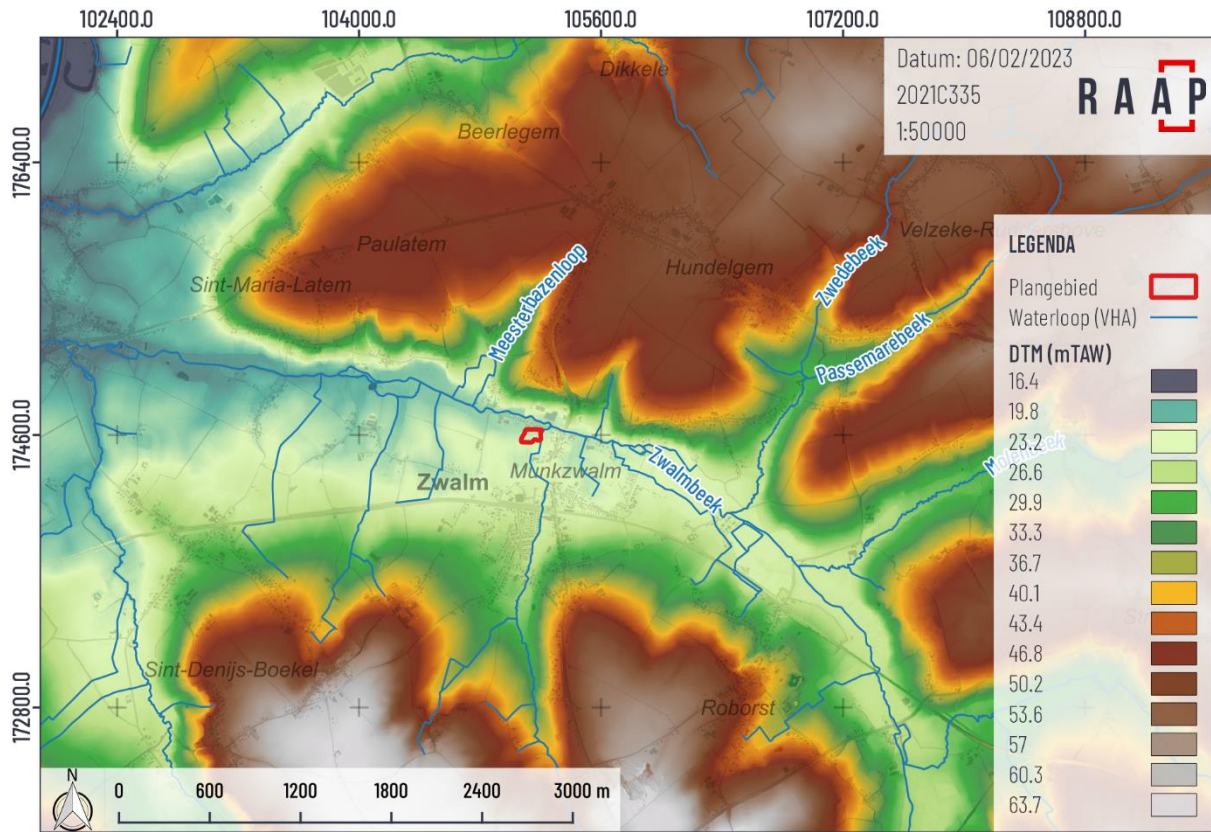 102400.0 104000.0 105600.0 107200.0 108800.0
Datum: 06/02/2023
2021C335
1:50000
RAAP
176400.0
174600.0
172800.0
Dikkele
Beerlegem
Paulatem
Sint-Maria-Latem
Hundelgem
Velzeke-Ruddershove
Meesterbazenloop
Zwedebeek
Passemarebeek
Molenbeek
Zwalmbeek
Munkzwalm
Zwalm
Sint-Denijs-Boekel
Roborst
LEGENDA
Plangebied
Waterloop (VHA)
DTM (mTAW)
16.4
19.8
23.2
26.6
29.9
33.3
36.7
40.1
43.4
46.8
50.2
53.6
57
60.3
63.7
N
0 600 1200 1800 2400 3000 m